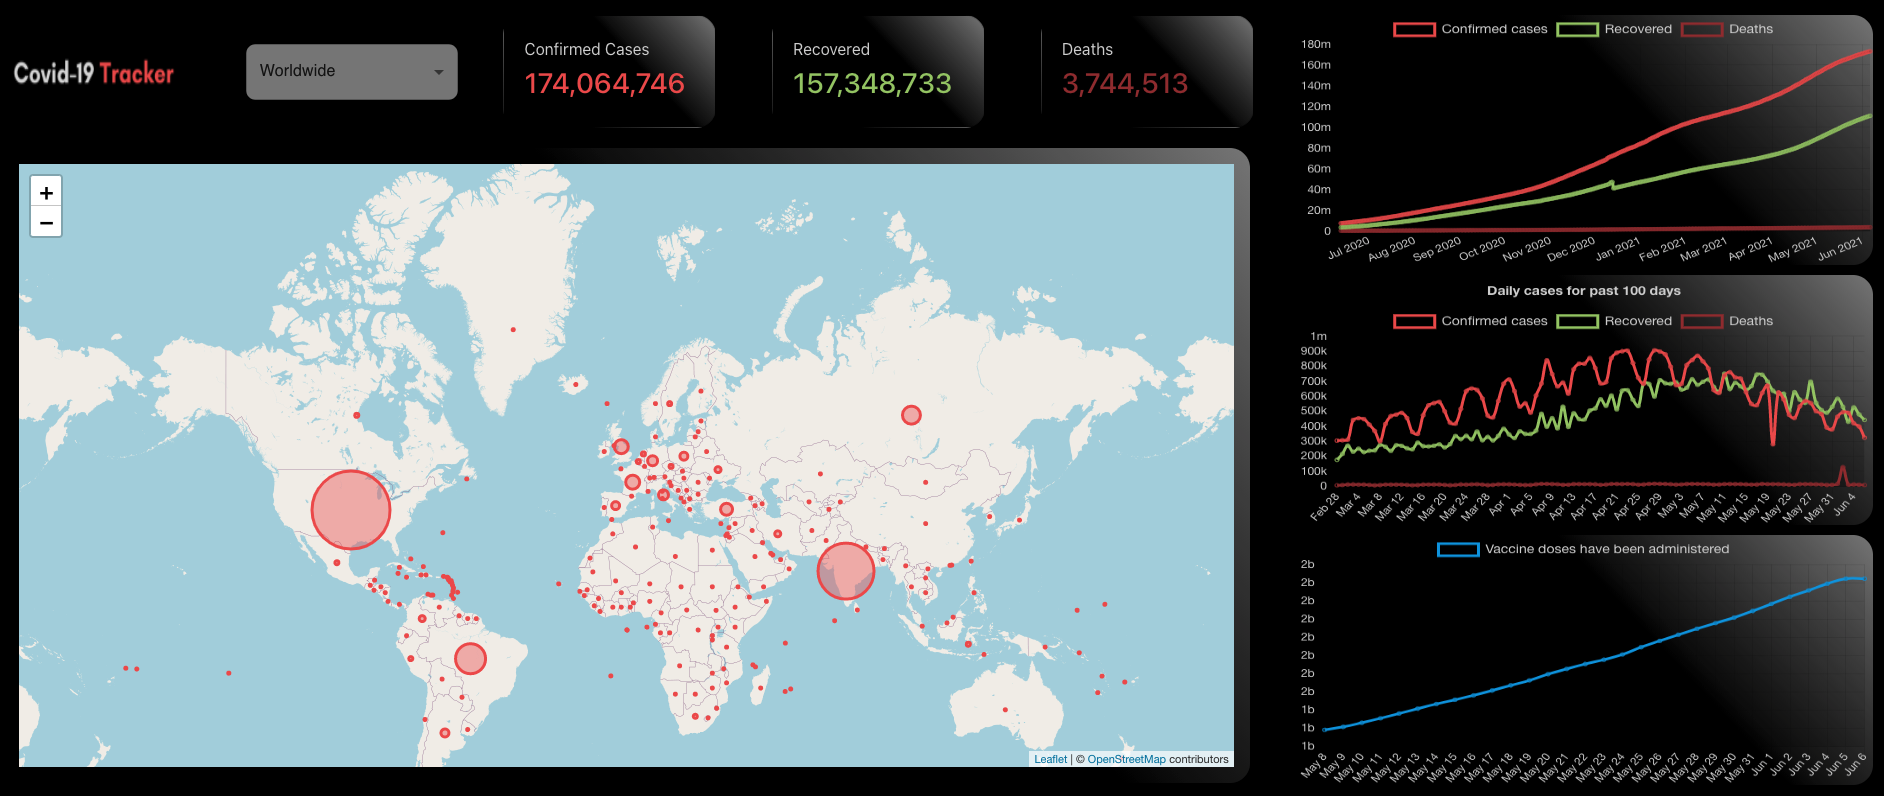 Covid-19 Tracker
Worldwide
Confirmed Cases
174,064,746
Recovered
157,348,733
Deaths
3,744,513
+
−
Leaflet | © OpenStreetMap contributors
Confirmed cases Recovered Deaths
180m
160m
140m
120m
100m
80m
60m
40m
20m
0
Jul 2020 Aug 2020 Sep 2020 Oct 2020 Nov 2020 Dec 2020 Jan 2021 Feb 2021 Mar 2021 Apr 2021 May 2021 Jun 2021
Daily cases for past 100 days
Confirmed cases Recovered Deaths
1m
900k
800k
700k
600k
500k
400k
300k
200k
100k
0
Feb 28 Mar 4 Mar 8 Mar 12 Mar 16 Mar 20 Mar 24 Mar 28 Apr 1 Apr 5 Apr 9 Apr 13 Apr 17 Apr 21 Apr 25 Apr 29 May 3 May 7 May 11 May 15 May 19 May 23 May 27 May 31 Jun 4
Vaccine doses have been administered
2b
2b
2b
2b
2b
2b
2b
2b
1b
1b
1b
May 8 May 9 May 10 May 11 May 12 May 13 May 14 May 15 May 16 May 17 May 18 May 19 May 20 May 21 May 22 May 23 May 24 May 25 May 26 May 27 May 28 May 29 May 30 May 31 Jun 1 Jun 2 Jun 3 Jun 4 Jun 5 Jun 6